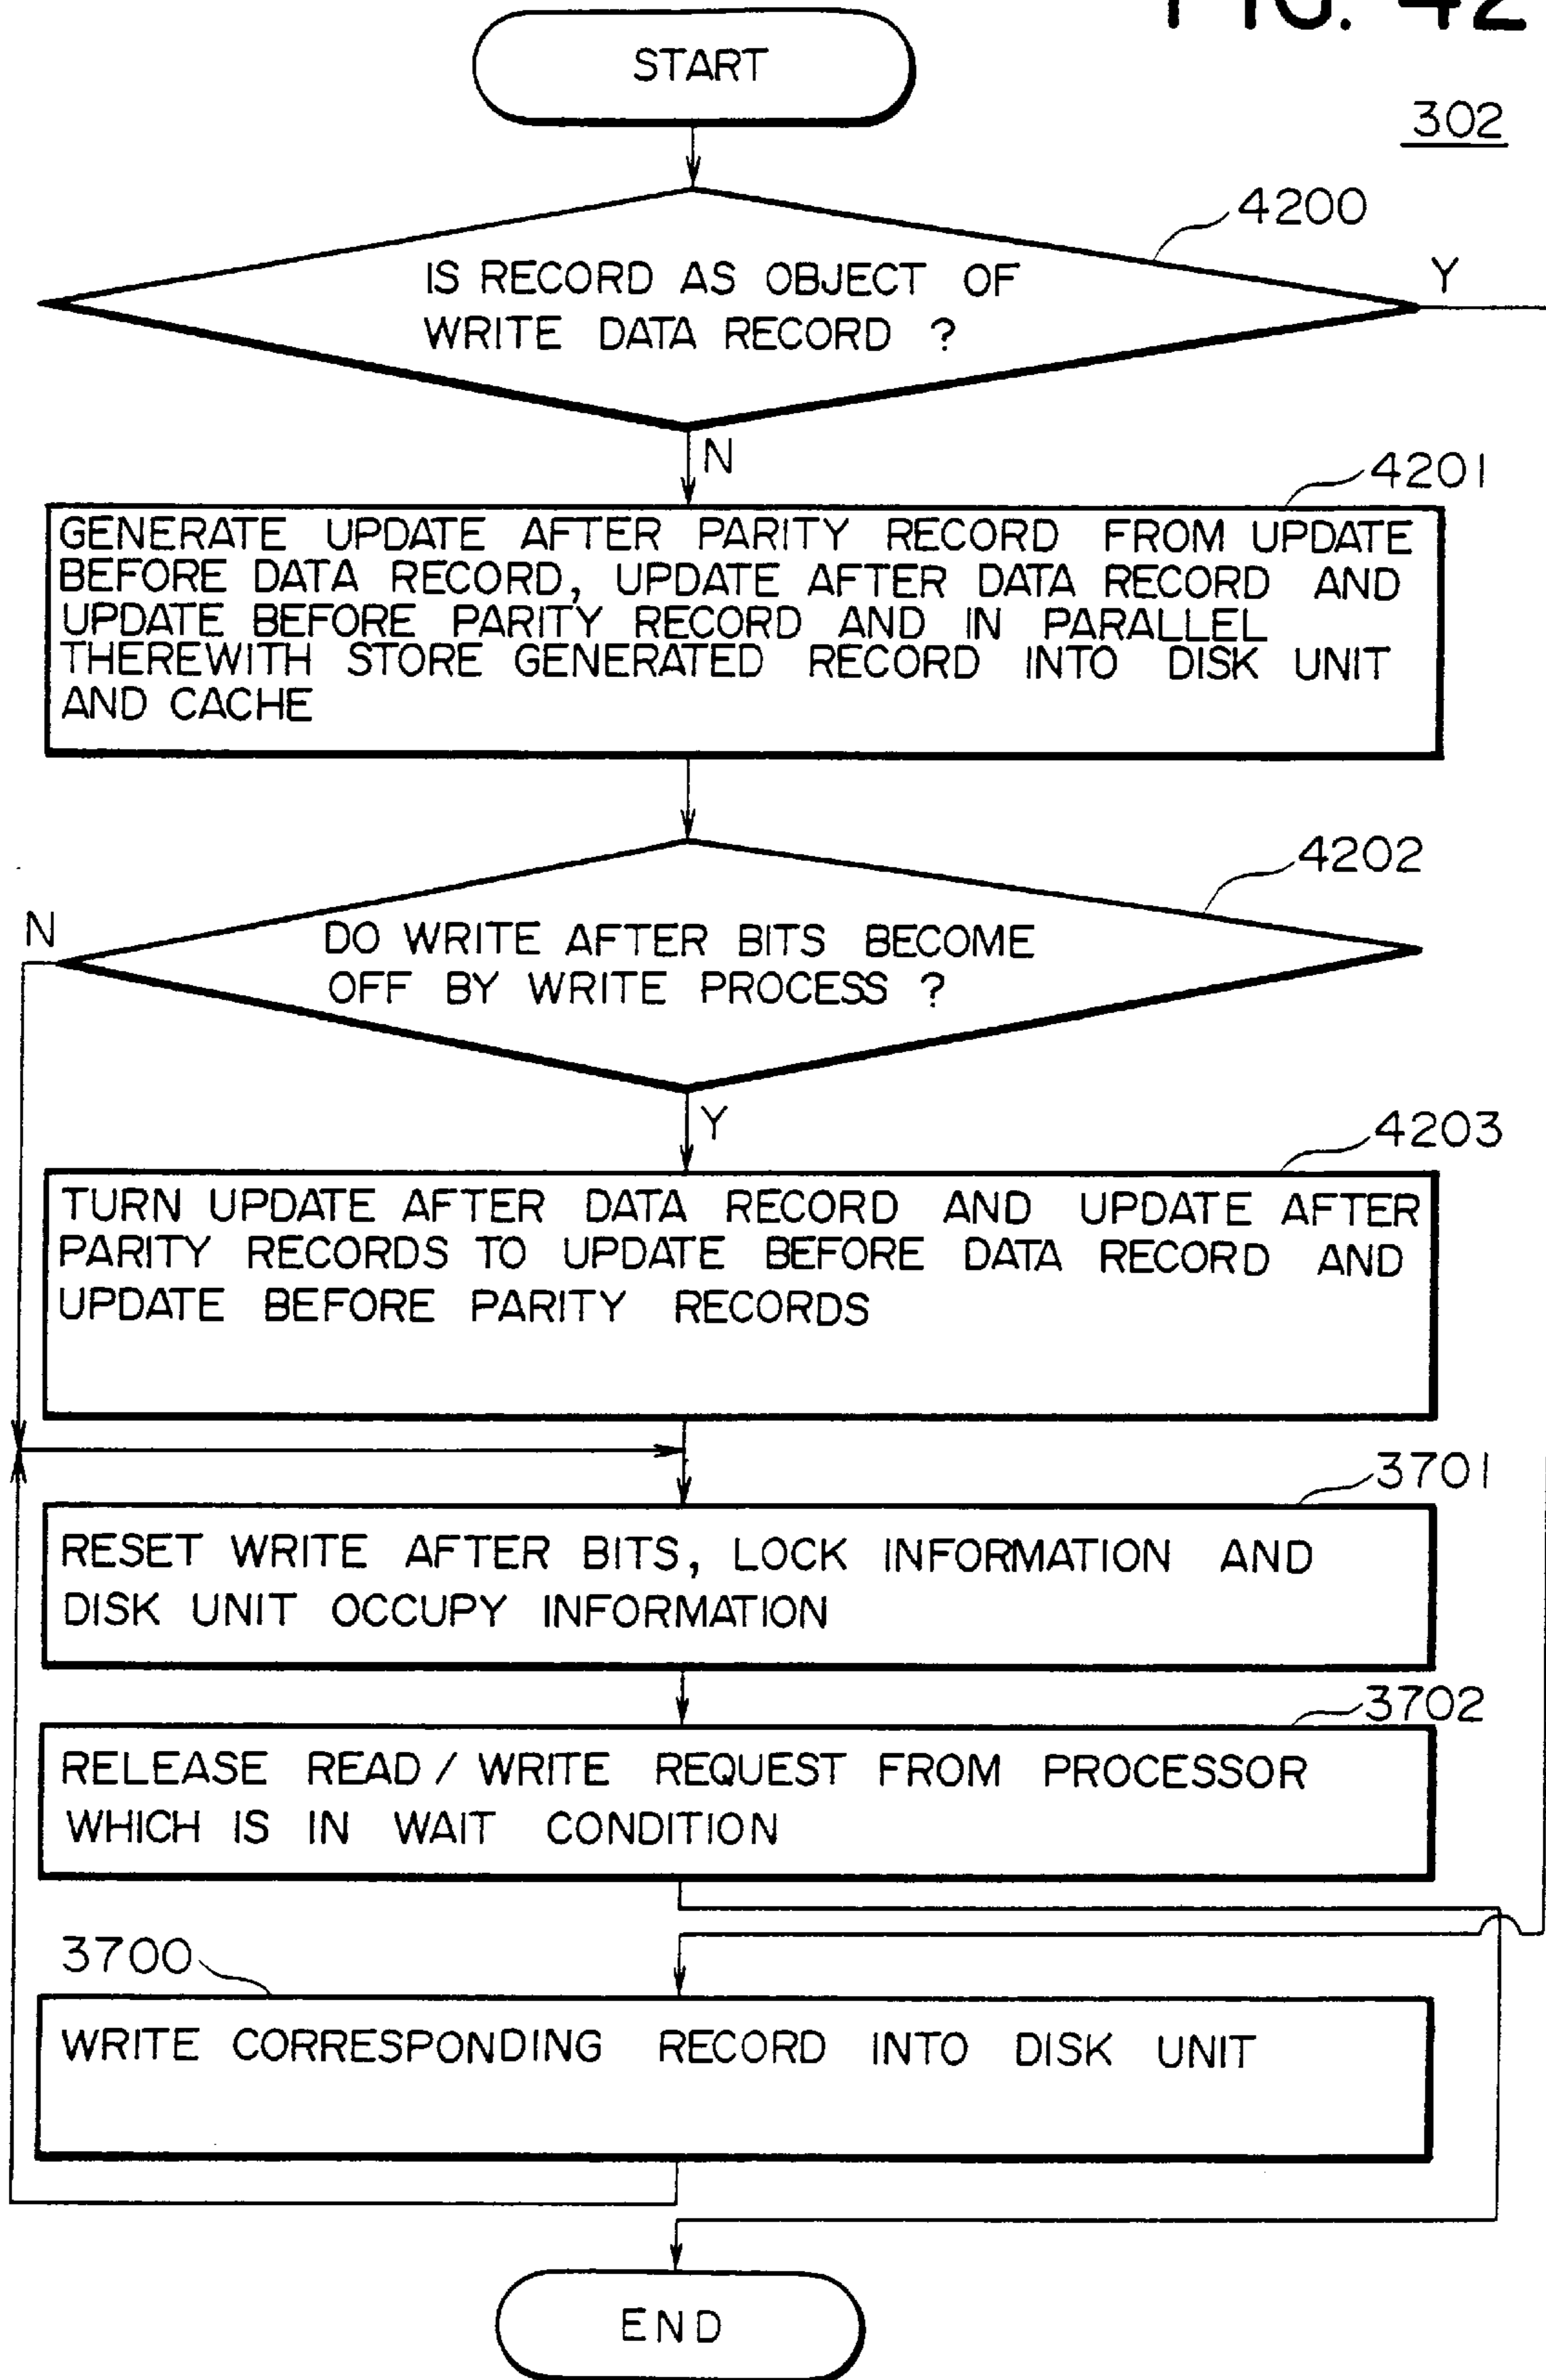 FIG. 42
START
302
4200
IS RECORD AS OBJECT OF
WRITE DATA RECORD ?
Y
N
4201
GENERATE UPDATE AFTER PARITY RECORD FROM UPDATE
BEFORE DATA RECORD, UPDATE AFTER DATA RECORD AND
UPDATE BEFORE PARITY RECORD AND IN PARALLEL
THEREWITH STORE GENERATED RECORD INTO DISK UNIT
AND CACHE
4202
N
DO WRITE AFTER BITS BECOME
OFF BY WRITE PROCESS ?
Y
4203
TURN UPDATE AFTER DATA RECORD AND UPDATE AFTER
PARITY RECORDS TO UPDATE BEFORE DATA RECORD AND
UPDATE BEFORE PARITY RECORDS
3701
RESET WRITE AFTER BITS, LOCK INFORMATION AND
DISK UNIT OCCUPY INFORMATION
3702
RELEASE READ / WRITE REQUEST FROM PROCESSOR
WHICH IS IN WAIT CONDITION
3700
WRITE CORRESPONDING RECORD INTO DISK UNIT
END